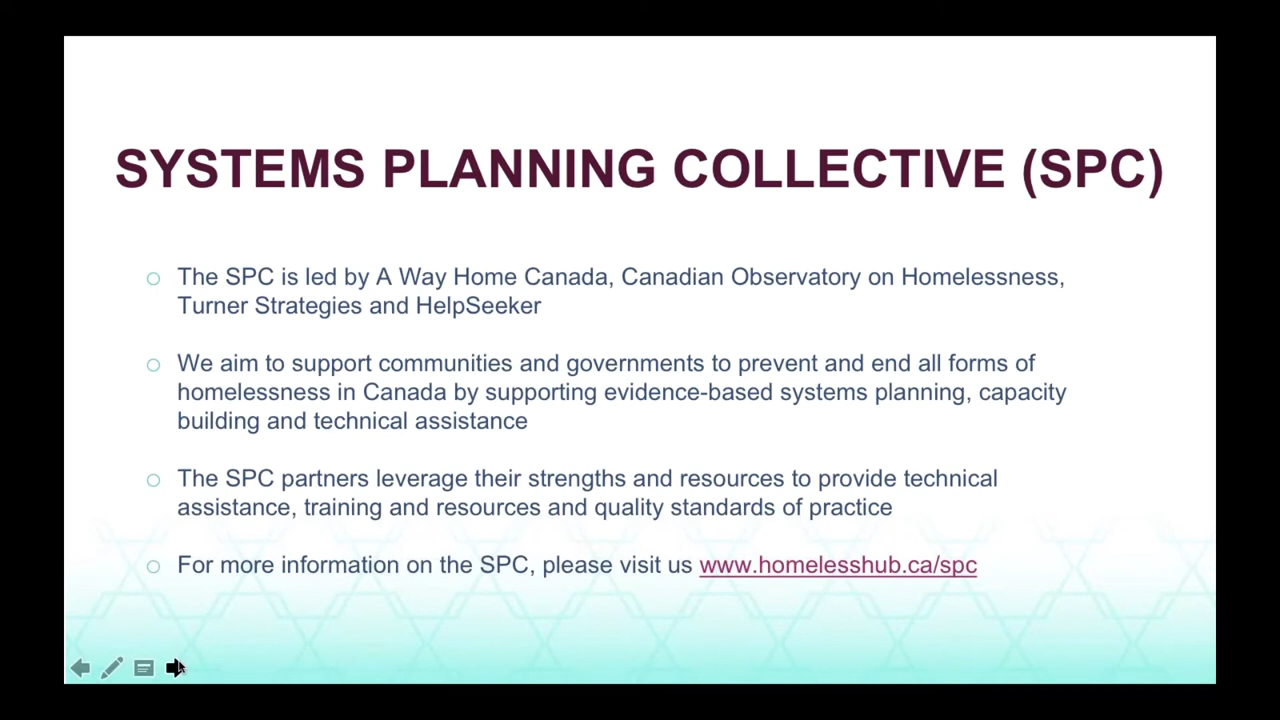 SYSTEMS PLANNING COLLECTIVE (SPC)
The SPC is led by A Way Home Canada, Canadian Observatory on Homelessness,
Turner Strategies and HelpSeeker
We aim to support communities and governments to prevent and end all forms of
homelessness in Canada by supporting evidence-based systems planning, capacity
building and technical assistance
The SPC partners leverage their strengths and resources to provide technical
assistance, training and resources and quality standards of practice
For more information on the SPC, please visit us www.homelesshub.ca/spc